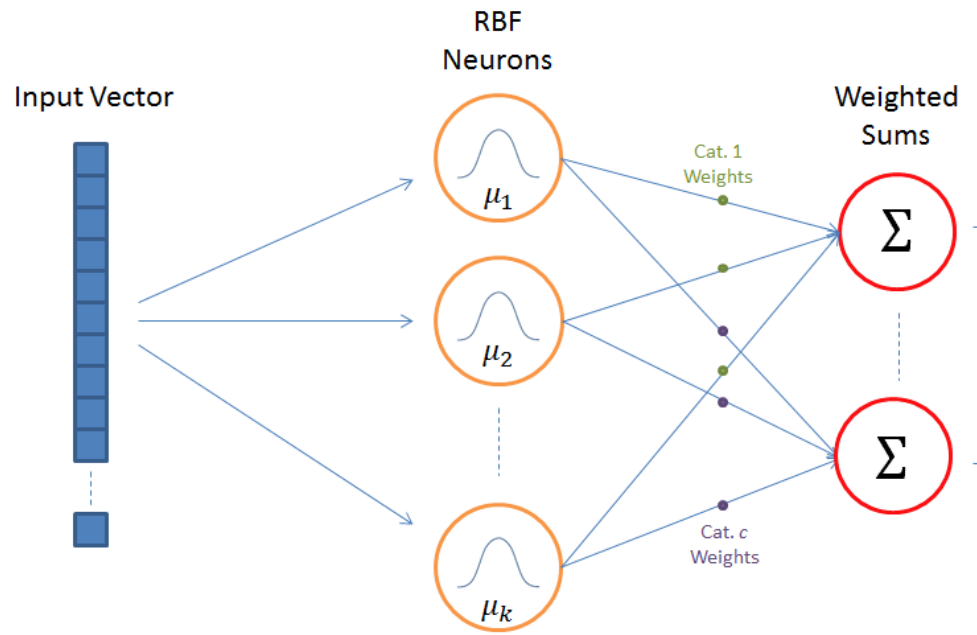 RBF
Neurons
Input Vector
Weighted
Sums
Cat. 1
Weights
μ₁
Σ
μ₂
Σ
Cat. c
Weights
μₖ